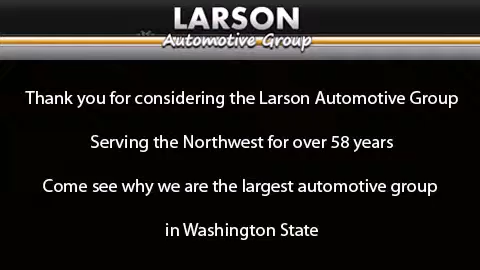 LARSON
Automotive Group
Thank you for considering the Larson Automotive Group
Serving the Northwest for over 58 years
Come see why we are the largest automotive group
in Washington State